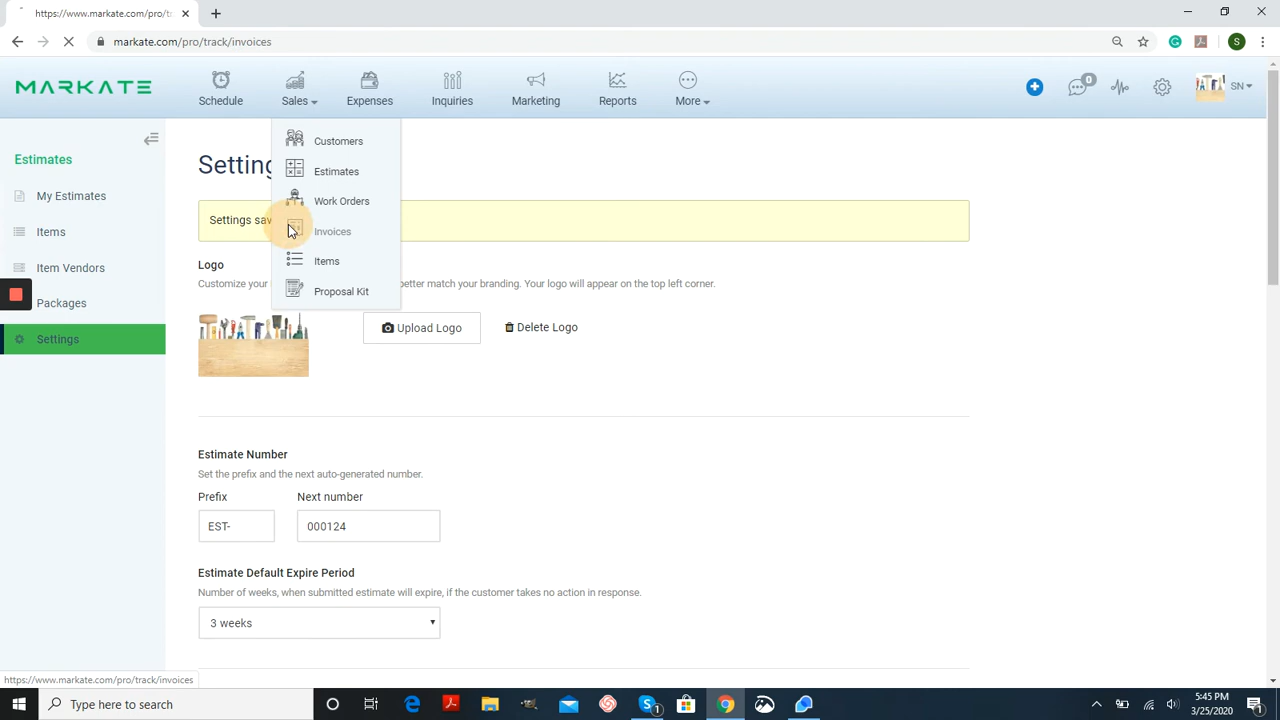 https://www.markate.com/pro/tr
markate.com/pro/track/invoices
S
MARKATE
Schedule
Sales
Expenses
Inquiries
Marketing
Reports
More
0
SN
Estimates
My Estimates
Items
Item Vendors
Packages
Settings
Customers
Estimates
Work Orders
Invoices
Items
Proposal Kit
Setting
Settings sav
Logo
Customize your
etter match your branding. Your logo will appear on the top left corner.
Upload Logo
Delete Logo
Estimate Number
Set the prefix and the next auto-generated number.
Prefix
Next number
EST-
000124
Estimate Default Expire Period
Number of weeks, when submitted estimate will expire, if the customer takes no action in response.
3 weeks
https://www.markate.com/pro/track/invoices
Type here to search
1
5:45 PM
3/25/2020
1